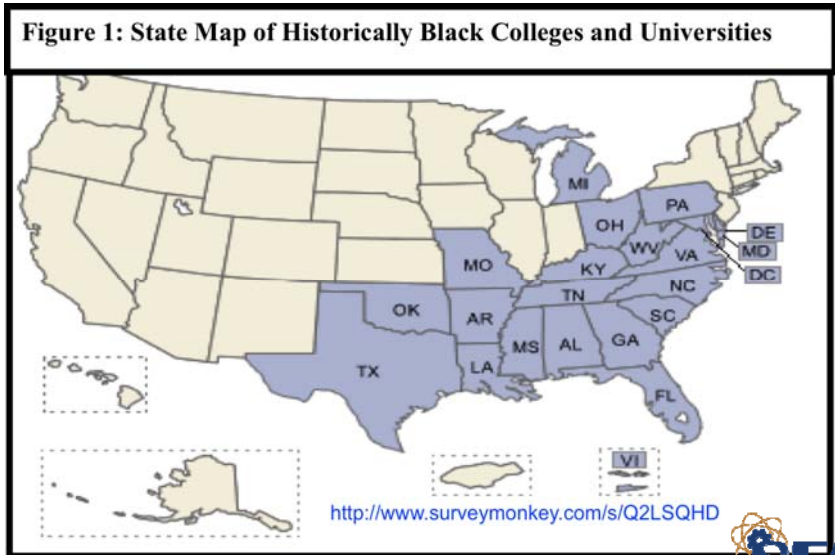 Figure 1: State Map of Historically Black Colleges and Universities
MI
PA
OH
DE
WV
MD
MO
VA
KY
DC
NC
TN
OK
AR
SC
MS
AL
GA
LA
TX
FL
VI
http://www.surveymonkey.com/s/Q2LSQHD